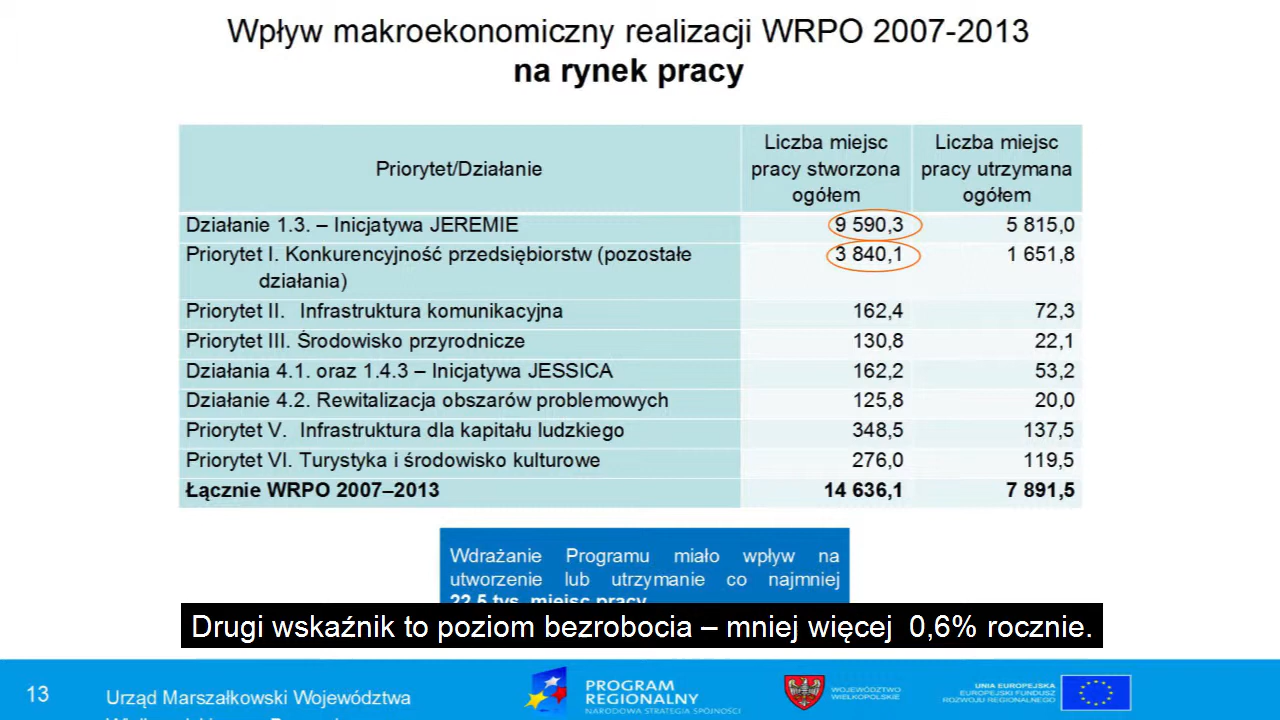 Wpływ makroekonomiczny realizacji WRPO 2007-2013
na rynek pracy
Priorytet/Działanie
Liczba miejsc
pracy stworzona
ogółem
Liczba miejsc
pracy utrzymana
ogółem
Działanie 1.3. – Inicjatywa JEREMIE 9 590,3 5 815,0
Priorytet I. Konkurencyjność przedsiębiorstw (pozostałe 3 840,1 1 651,8
działania)
Priorytet II. Infrastruktura komunikacyjna 162,4 72,3
Priorytet III. Środowisko przyrodnicze 130,8 22,1
Działania 4.1. oraz 1.4.3 – Inicjatywa JESSICA 162,2 53,2
Działanie 4.2. Rewitalizacja obszarów problemowych 125,8 20,0
Priorytet V. Infrastruktura dla kapitału ludzkiego 348,5 137,5
Priorytet VI. Turystyka i środowisko kulturowe 276,0 119,5
Łącznie WRPO 2007–2013 14 636,1 7 891,5
Wdrażanie Programu miało wpływ na
utworzenie lub utrzymanie co najmniej
22,5 tys. miejsc pracy
Drugi wskaźnik to poziom bezrobocia – mniej więcej 0,6% rocznie.
13
Urząd Marszałkowski Województwa
PROGRAM
REGIONALNY
NARODOWA STRATEGIA SPÓJNOŚCI
WOJEWÓDZTWO
WIELKOPOLSKIE
UNIA EUROPEJSKA
EUROPEJSKI FUNDUSZ
ROZWOJU REGIONALNEGO